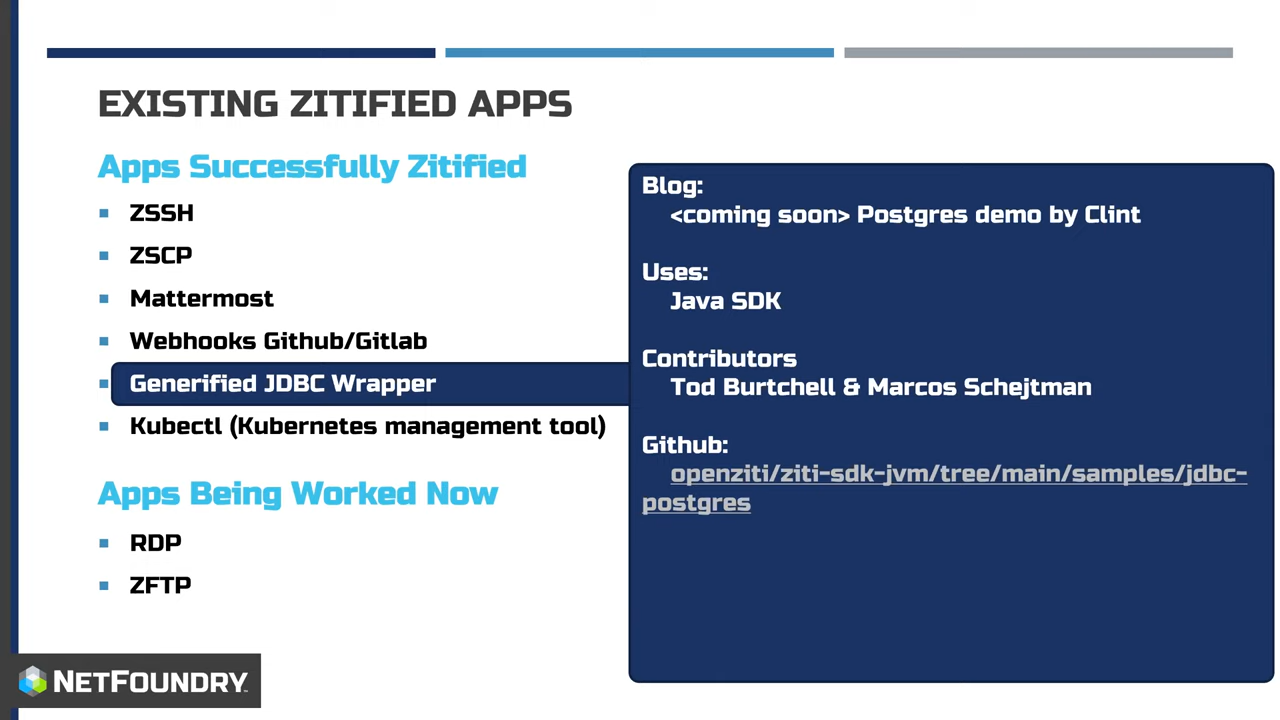 EXISTING ZITIFIED APPS
Apps Successfully Zitified
ZSSH
ZSCP
Mattermost
Webhooks Github/Gitlab
Generified JDBC Wrapper
Kubectl (Kubernetes management tool)
Apps Being Worked Now
RDP
ZFTP
Blog:
<coming soon> Postgres demo by Clint
Uses:
Java SDK
Contributors
Tod Burtchell & Marcos Schejtman
Github:
openziti/ziti-sdk-jvm/tree/main/samples/jdbc-
postgres
NETFOUNDRY